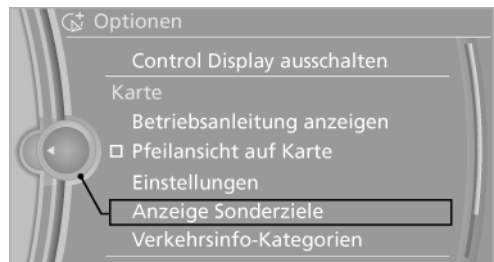 Optionen
Control Display ausschalten
Karte
Betriebsanleitung anzeigen
Pfeilansicht auf Karte
Einstellungen
Anzeige Sonderziele
Verkehrsinfo-Kategorien